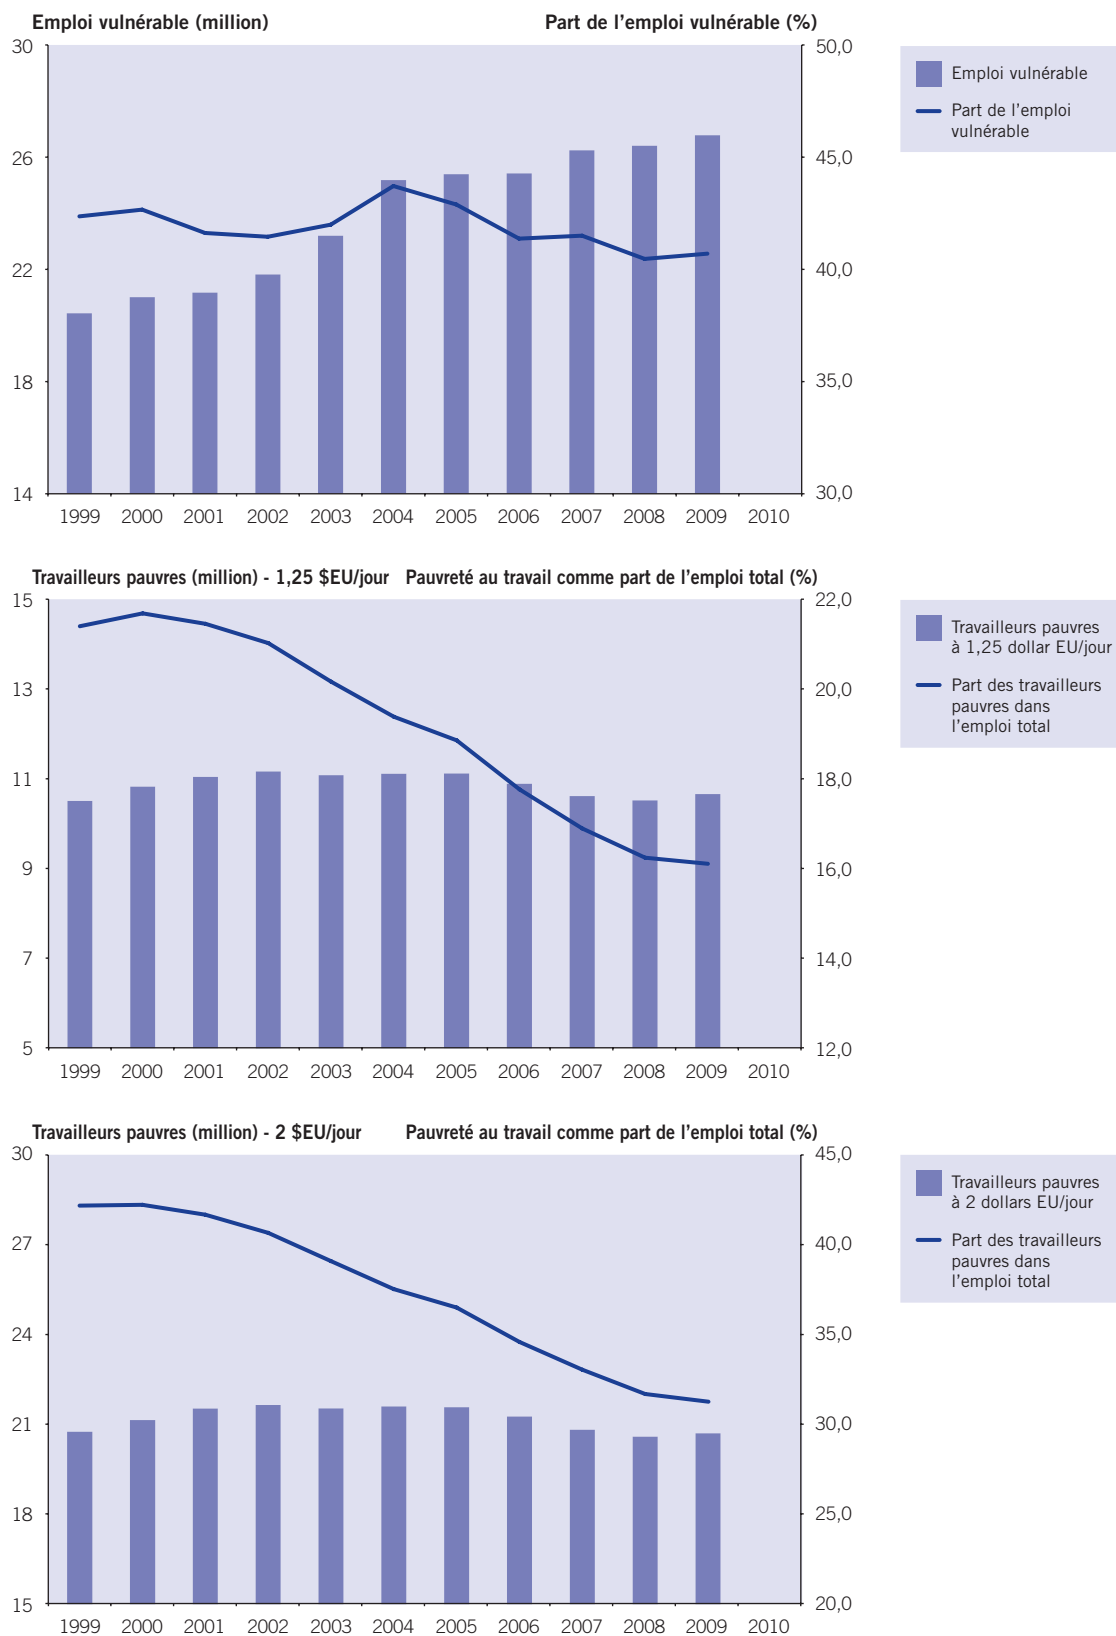 Emploi vulnérable (million) Part de l'emploi vulnérable (%)
30 50,0
26 45,0
22 40,0
18 35,0
14 30,0
1999 2000 2001 2002 2003 2004 2005 2006 2007 2008 2009 2010
Emploi vulnérable
Part de l'emploi
vulnérable
Travailleurs pauvres (million) - 1,25 $EU/jour Pauvreté au travail comme part de l'emploi total (%)
15 22,0
13 20,0
11 18,0
9 16,0
7 14,0
5 12,0
1999 2000 2001 2002 2003 2004 2005 2006 2007 2008 2009 2010
Travailleurs pauvres
à 1,25 dollar EU/jour
Part des travailleurs
pauvres dans
l'emploi total
Travailleurs pauvres (million) - 2 $EU/jour Pauvreté au travail comme part de l'emploi total (%)
30 45,0
27 40,0
24 35,0
21 30,0
18 25,0
15 20,0
1999 2000 2001 2002 2003 2004 2005 2006 2007 2008 2009 2010
Travailleurs pauvres
à 2 dollars EU/jour
Part des travailleurs
pauvres dans
l'emploi total